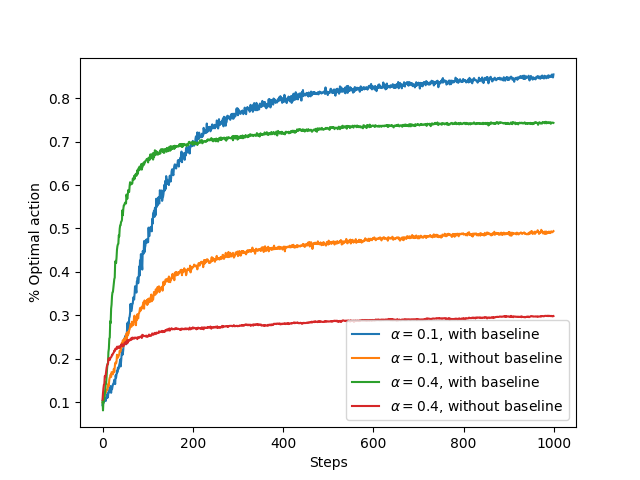 0.8
0.7
0.6
0.5
0.4
0.3
0.2
0.1
% Optimal action
0 200 400 600 800 1000
Steps
α = 0.1, with baseline
α = 0.1, without baseline
α = 0.4, with baseline
α = 0.4, without baseline